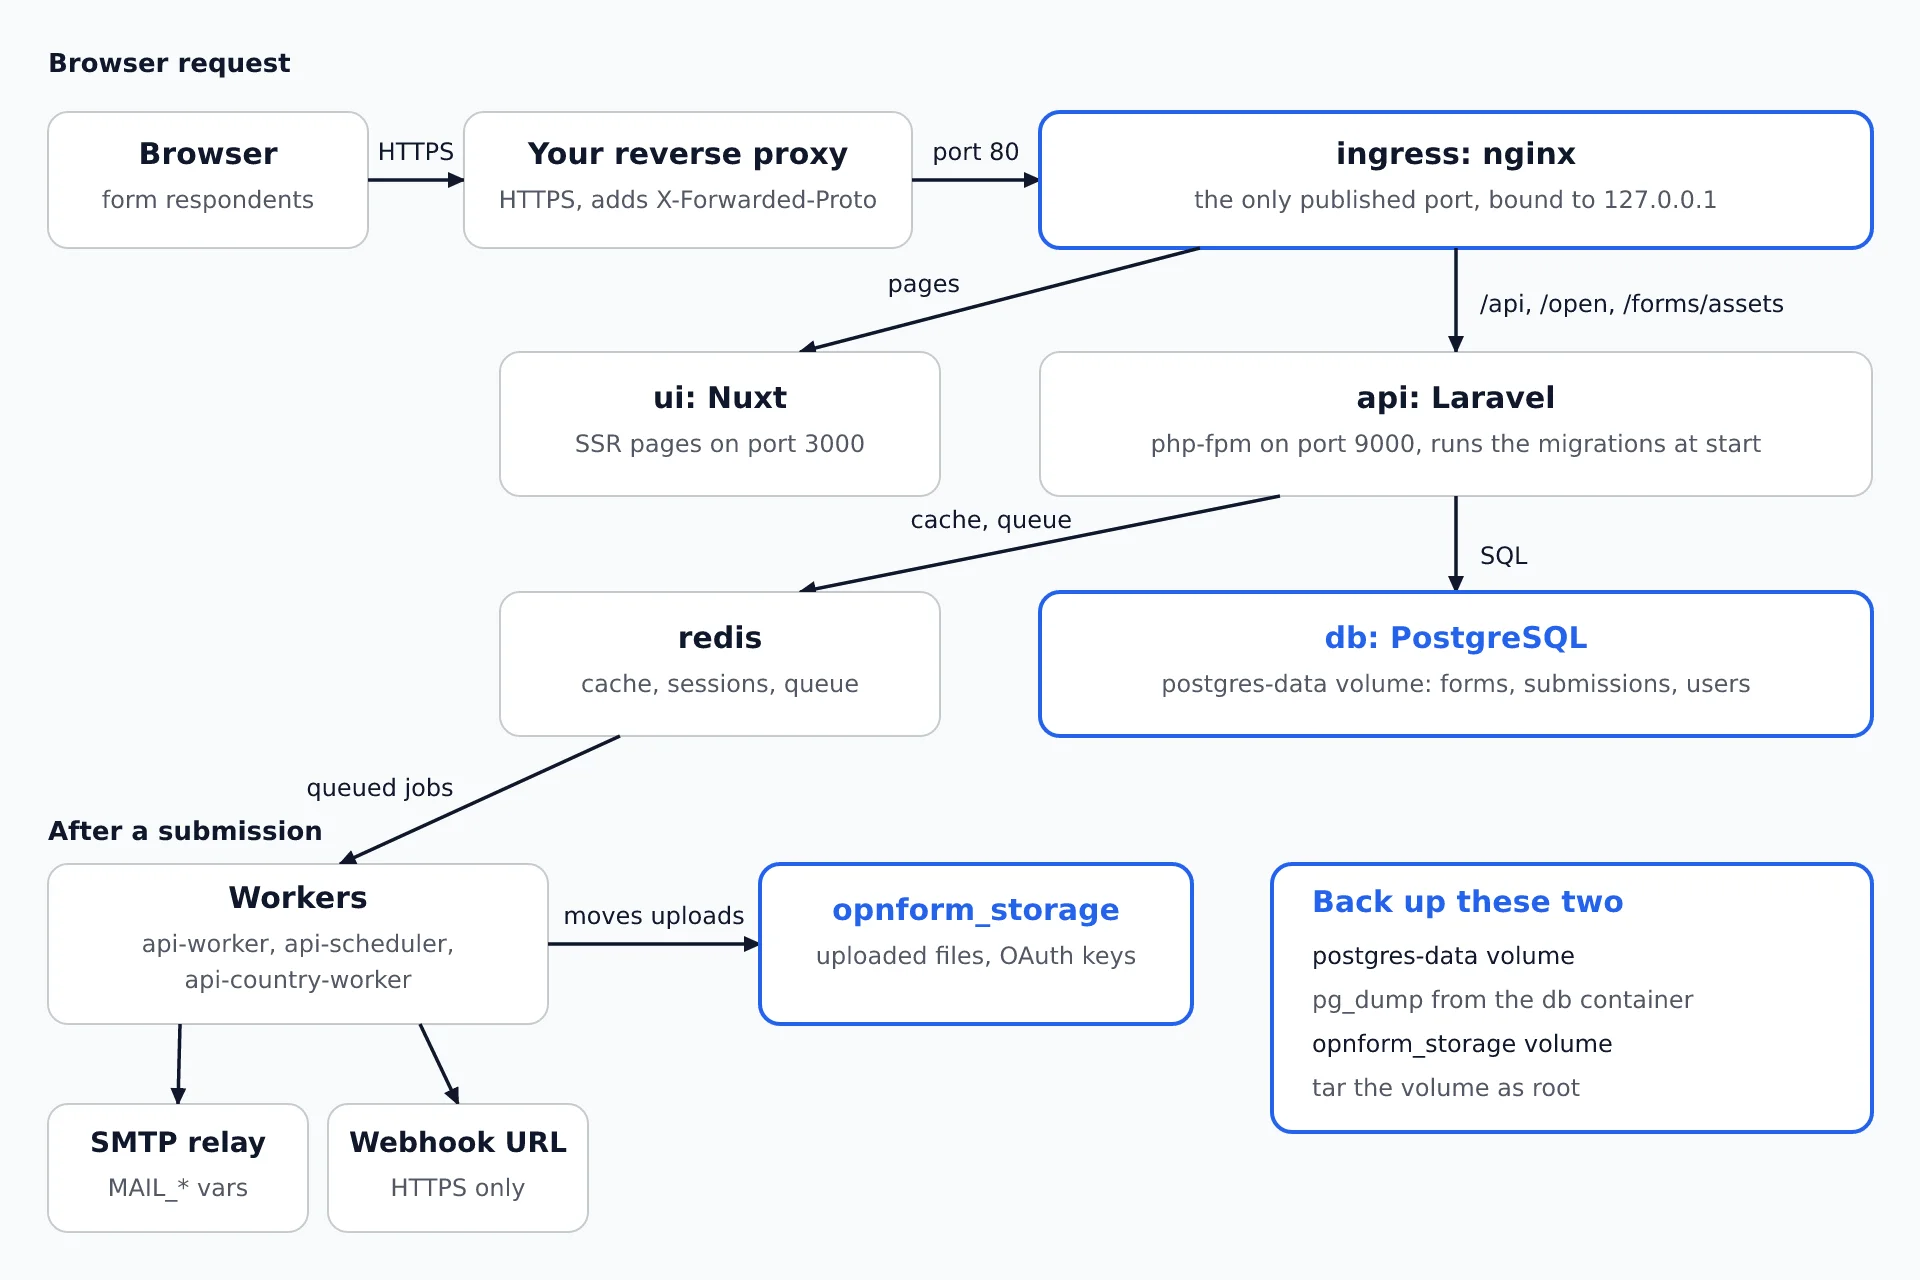 Browser request
Browser
form respondents
HTTPS
Your reverse proxy
HTTPS, adds X-Forwarded-Proto
port 80
ingress: nginx
the only published port, bound to 127.0.0.1
pages
/api, /open, /forms/assets
ui: Nuxt
SSR pages on port 3000
api: Laravel
php-fpm on port 9000, runs the migrations at start
cache, queue
SQL
redis
cache, sessions, queue
db: PostgreSQL
postgres-data volume: forms, submissions, users
queued jobs
After a submission
Workers
api-worker, api-scheduler,
api-country-worker
moves uploads
opnform_storage
uploaded files, OAuth keys
Back up these two
postgres-data volume
pg_dump from the db container
opnform_storage volume
tar the volume as root
SMTP relay
MAIL_* vars
Webhook URL
HTTPS only